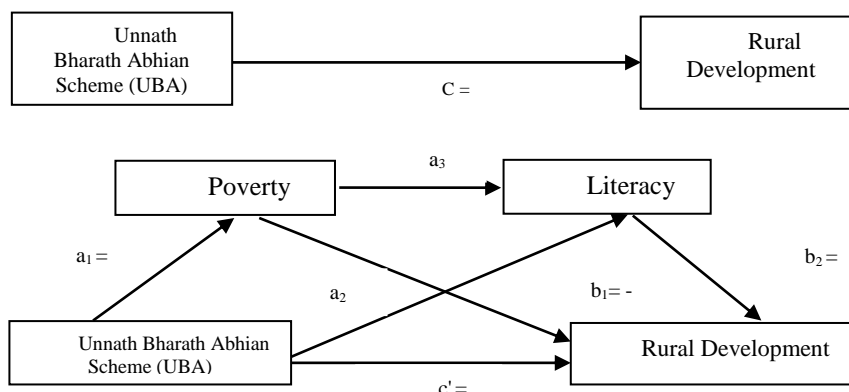 Unnath
Bharath Abhian
Scheme (UBA)
Rural
Development
C =
a₃
Poverty
Literacy
a₁ =
a₂
b₁= -
b₂ =
Unnath Bharath Abhian
Scheme (UBA)
Rural Development
c' =